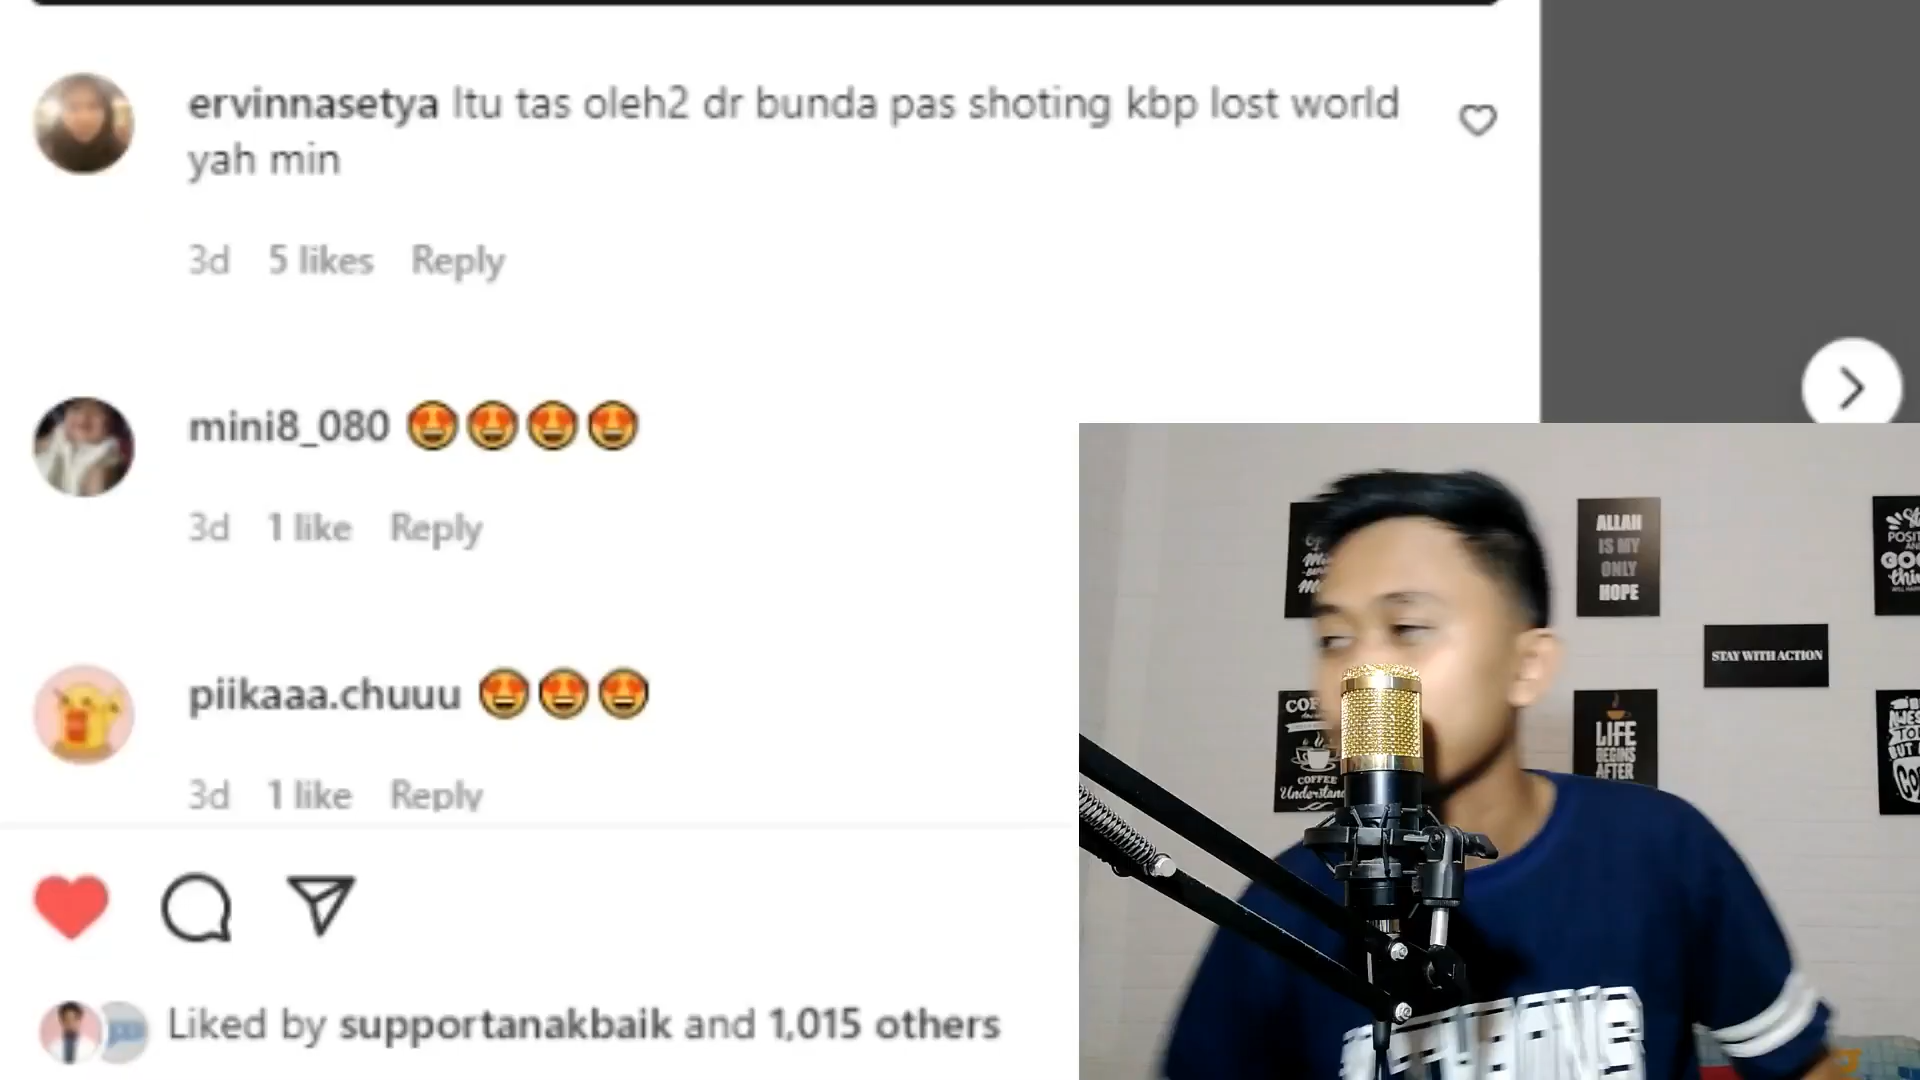 ervinnasetya Itu tas oleh2 dr bunda pas shoting kbp lost world
yah min
3d 5 likes Reply
mini8_080 😍😍😍😍
3d 1 like Reply
piikaaa.chuuu 😍😍😍
3d 1 like Reply
Liked by supportanakbaik and 1,015 others
ALLAH
IS MY
ONLY
HOPE
STAY WITH ACTION
LIFE
BEGINS
AFTER
COFFEE